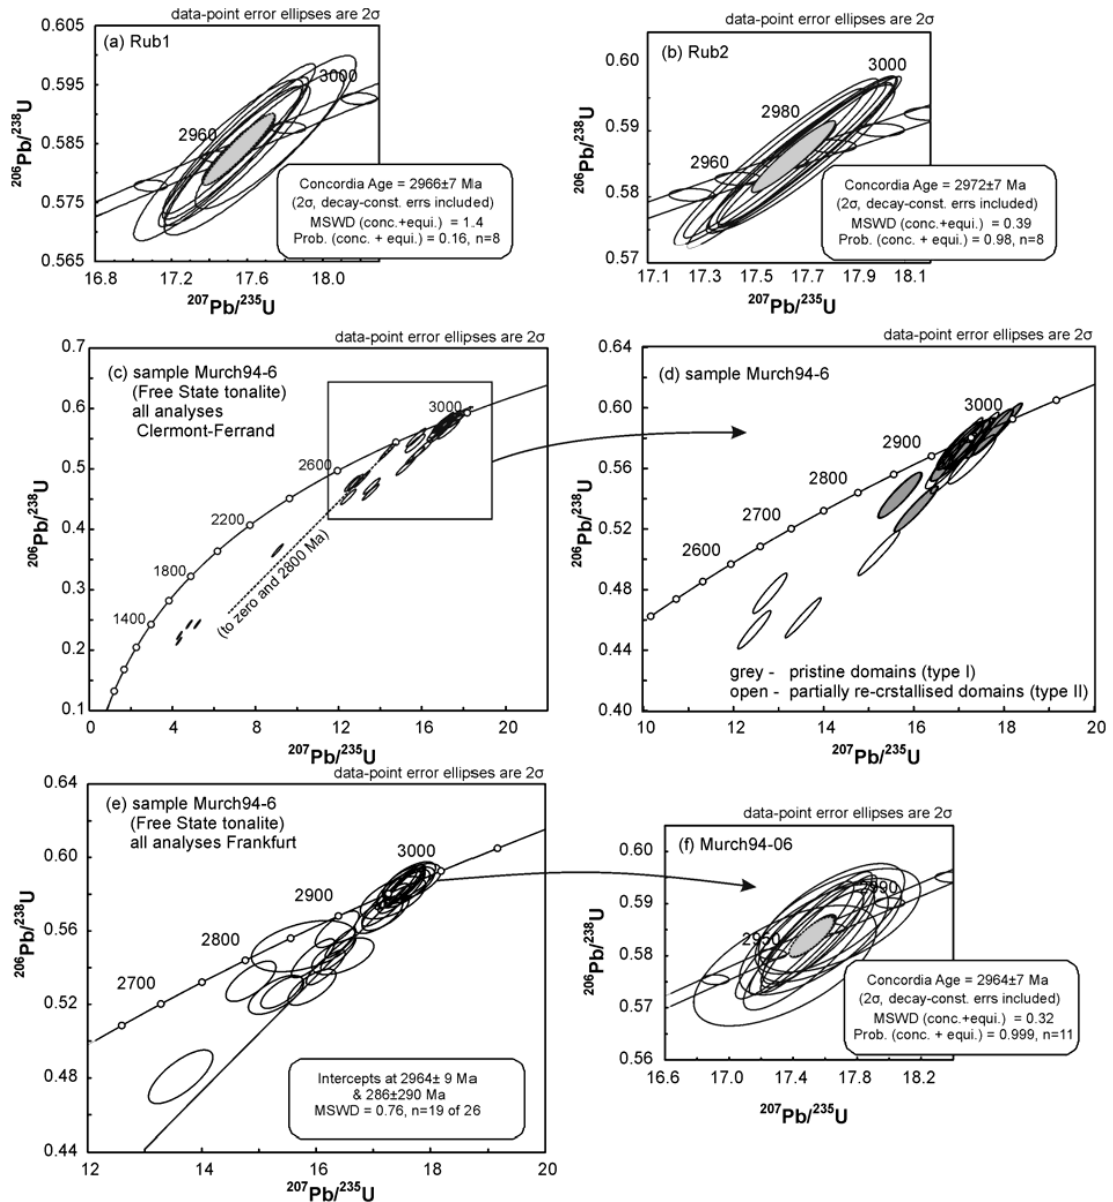 data-point error ellipses are 2σ
0.605
(a) Rub1
3000
0.595
2960
0.585
0.575
0.565
206Pb/238U
Concordia Age = 2966±7 Ma
(2σ, decay-const. errs included)
MSWD (conc.+equi.) = 1.4
Prob. (conc. + equi.) = 0.16, n=8
16.8
17.2
17.6
18.0
207Pb/235U
data-point error ellipses are 2σ
0.60
(b) Rub2
3000
2980
0.59
2960
0.58
0.57
206Pb/238U
Concordia Age = 2972±7 Ma
(2σ, decay-const. errs included)
MSWD (conc.+equi.) = 0.39
Prob. (conc. + equi.) = 0.98, n=8
17.1
17.3
17.5
17.7
17.9
18.1
207Pb/235U
data-point error ellipses are 2σ
0.7
(c) sample Murch94-6
(Free State tonalite)
all analyses
Clermont-Ferrand
3000
0.6
2600
0.5
2200
0.4
1800
0.3
1400
0.2
0.1
206Pb/238U
(to zero and 2800 Ma)
0
2
4
6
8
10
12
14
16
18
20
207Pb/235U
data-point error ellipses are 2σ
0.64
(d) sample Murch94-6
3000
0.60
2900
0.56
2800
2700
0.52
2600
0.48
0.44
0.40
206Pb/238U
grey - pristine domains (type I)
open - partially re-crstallised domains (type II)
10
12
14
16
18
20
207Pb/235U
data-point error ellipses are 2σ
0.64
(e) sample Murch94-6
(Free State tonalite)
all analyses Frankfurt
3000
0.60
2900
0.56
2800
2700
0.52
0.48
0.44
206Pb/238U
Intercepts at 2964± 9 Ma
& 286±290 Ma
MSWD = 0.76, n=19 of 26
12
14
16
18
20
207Pb/235U
data-point error ellipses are 2σ
0.60
(f) Murch94-06
2990
0.59
2950
0.58
0.57
0.56
206Pb/238U
Concordia Age = 2964±7 Ma
(2σ, decay-const. errs included)
MSWD (conc.+equi.) = 0.32
Prob. (conc. + equi.) = 0.999, n=11
16.6
17.0
17.4
17.8
18.2
207Pb/235U